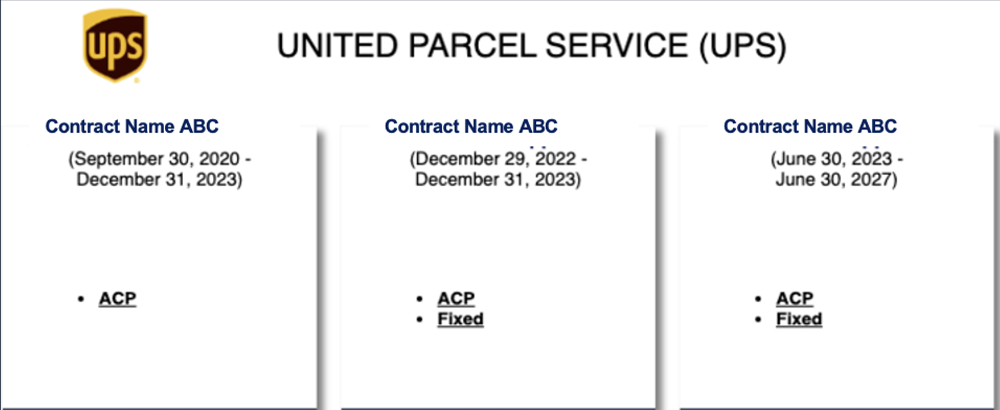 ups
UNITED PARCEL SERVICE (UPS)
Contract Name ABC
(September 30, 2020 -
December 31, 2023)
• ACP
Contract Name ABC
(December 29, 2022 -
December 31, 2023)
• ACP
• Fixed
Contract Name ABC
(June 30, 2023 -
June 30, 2027)
• ACP
• Fixed